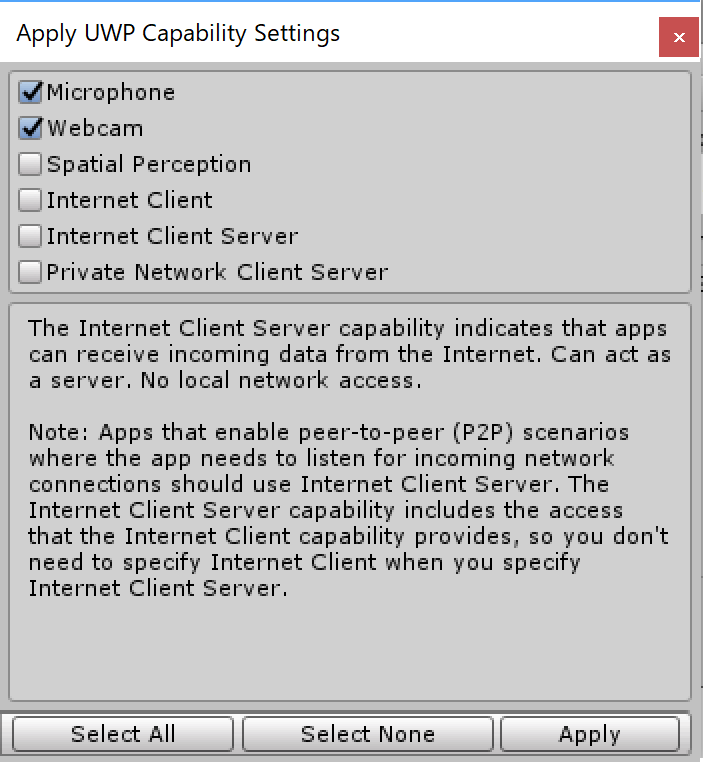 Apply UWP Capability Settings
Microphone
Webcam
Spatial Perception
Internet Client
Internet Client Server
Private Network Client Server
The Internet Client Server capability indicates that apps
can receive incoming data from the Internet. Can act as
a server. No local network access.
Note: Apps that enable peer-to-peer (P2P) scenarios
where the app needs to listen for incoming network
connections should use Internet Client Server. The
Internet Client Server capability includes the access
that the Internet Client capability provides, so you don't
need to specify Internet Client when you specify
Internet Client Server.
Select All Select None Apply